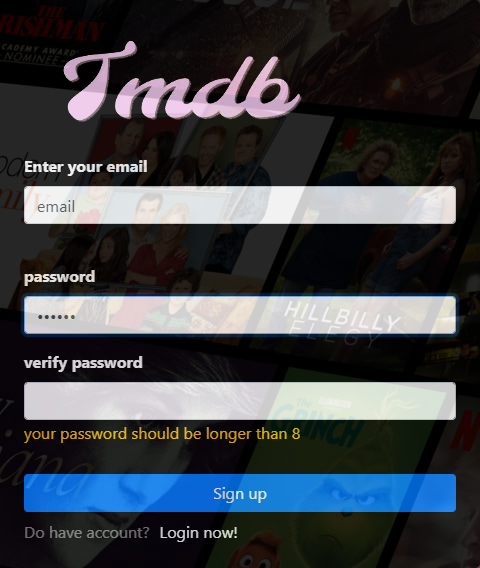 THE
IRISHMAN
ACADEMY AWARD
NOMINEE
Tmdb
Enter your email
email
password
••••••
HILLBILLY
ELEGY
verify password
your password should be longer than 8
THE
GRINCH
Sign up
Do have account? Login now!